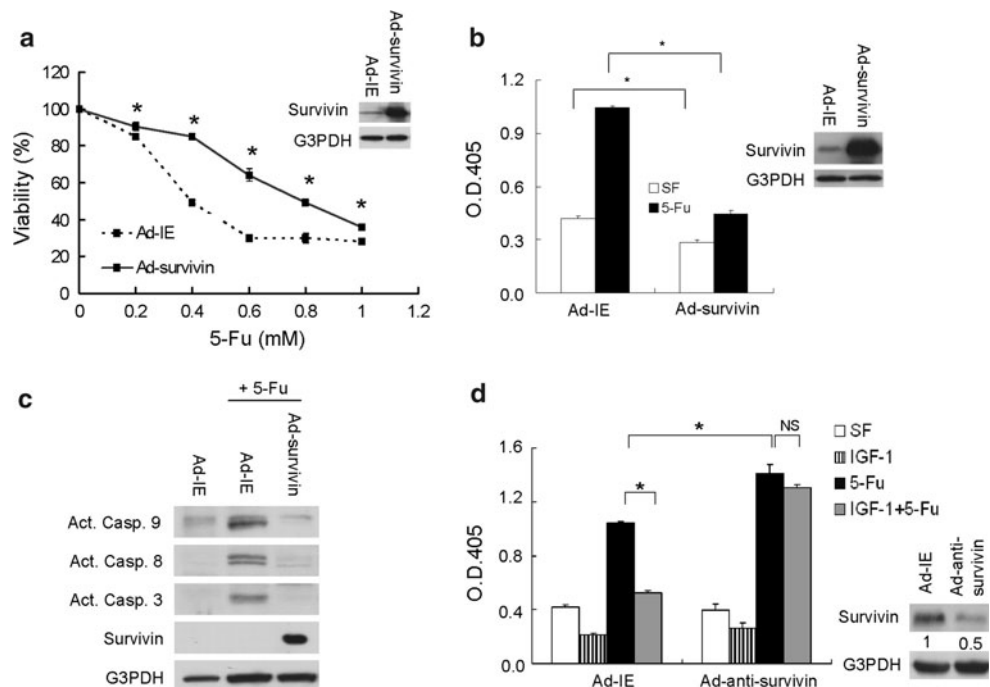 a
Ad-IE
Ad-survivin
Survivin
G3PDH
Viability (%)
120
100
80
60
40
20
0
* * * * *
Ad-IE
Ad-survivin
0 0.2 0.4 0.6 0.8 1 1.2
5-Fu (mM)
b
*
*
O.D.405
1.2
0.9
0.6
0.3
0.0
SF
5-Fu
Ad-IE Ad-survivin
Ad-IE
Ad-survivin
Survivin
G3PDH
c
+ 5-Fu
Ad-IE
Ad-IE
Ad-survivin
Act. Casp. 9
Act. Casp. 8
Act. Casp. 3
Survivin
G3PDH
d
* NS
*
SF
IGF-1
5-Fu
IGF-1+5-Fu
O.D.405
1.6
1.2
0.8
0.4
0.0
Ad-IE Ad-anti-survivin
Ad-IE
Ad-anti-
survivin
Survivin
1 0.5
G3PDH